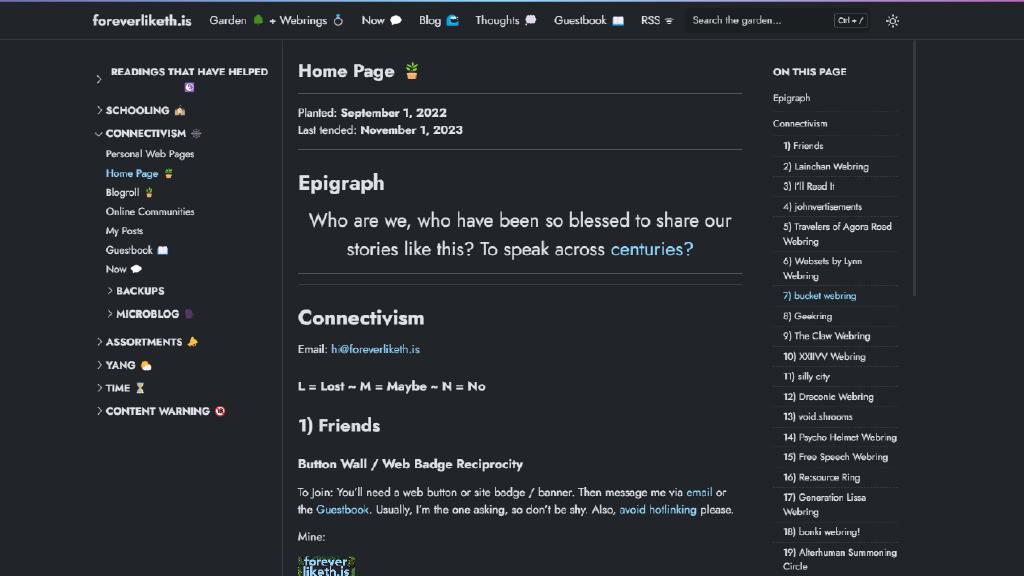 foreverliketh.is
Garden + Webrings Now Blog Thoughts Guestbook RSS
Search the garden... Ctrl + /
READINGS THAT HAVE HELPED
SCHOOLING
CONNECTIVISM
Personal Web Pages
Home Page
Blogroll
Online Communities
My Posts
Guestbook
Now
BACKUPS
MICROBLOG
ASSORTMENTS
YANG
TIME
CONTENT WARNING
Home Page
Planted: September 1, 2022
Last tended: November 1, 2023
Epigraph
Who are we, who have been so blessed to share our
stories like this? To speak across centuries?
Connectivism
Email: hi@foreverliketh.is
L = Lost ~ M = Maybe ~ N = No
1) Friends
Button Wall / Web Badge Reciprocity
To Join: You'll need a web button or site badge / banner. Then message me via email or
the Guestbook. Usually, I'm the one asking, so don't be shy. Also, avoid hotlinking please.
Mine:
forever
liketh.is
ON THIS PAGE
Epigraph
Connectivism
1) Friends
2) Lainchan Webring
3) I'll Read It
4) johnvertisements
5) Travelers of Agora Road
Webring
6) Websets by Lynn
Webring
7) bucket webring
8) Geekring
9) The Claw Webring
10) XXIIVV Webring
11) silly city
12) Draconic Webring
13) void.shrooms
14) Psycho Helmet Webring
15) Free Speech Webring
16) Retsource Ring
17) Generation Lissa
Webring
18) bonki webring!
19) Alterhuman Summoning
Circle